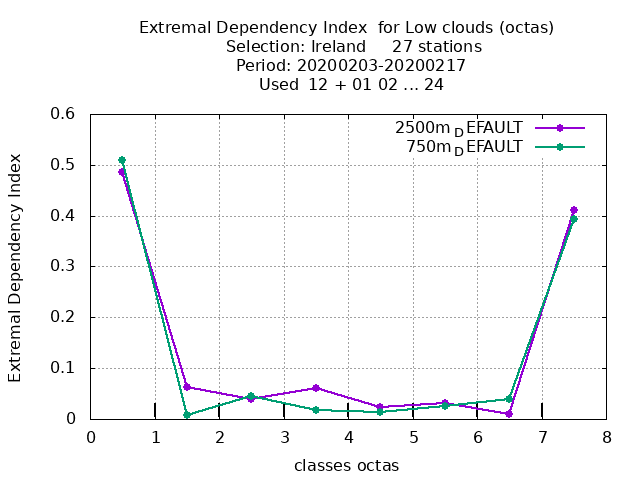 Extremal Dependency Index  for Low clouds (octas)
Selection: Ireland     27 stations
Period: 20200203-20200217
Used  12 + 01 02 ... 24
2500m_DEFAULT
750m_DEFAULT
Extremal Dependency Index
0.6
0.5
0.4
0.3
0.2
0.1
0
0 1 2 3 4 5 6 7 8
classes octas